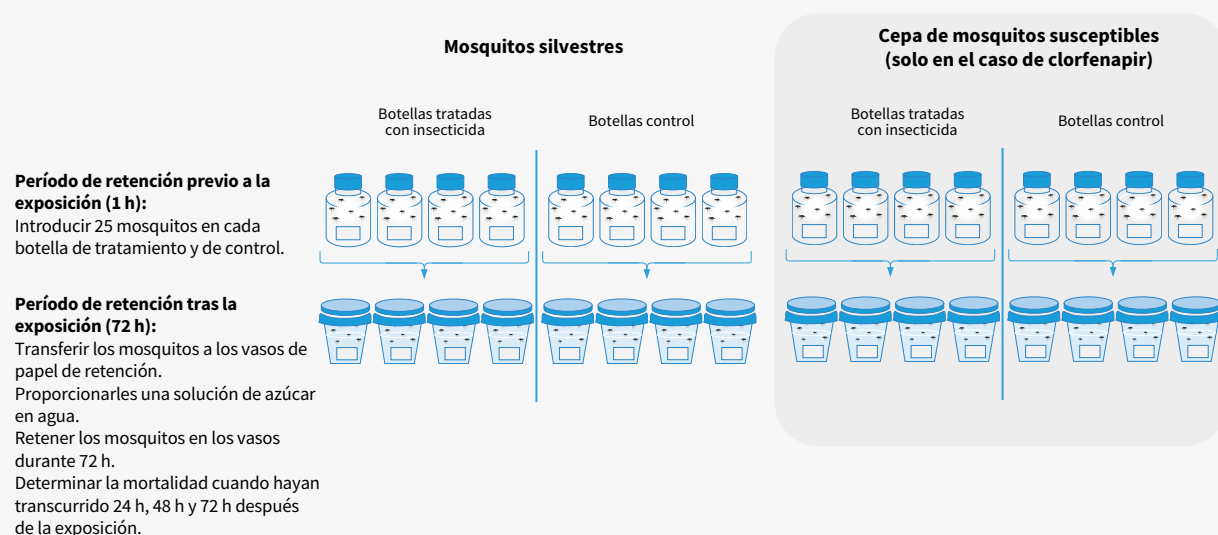 Mosquitos silvestres
Cepa de mosquitos susceptibles
(solo en el caso de clorfenapir)
Botellas tratadas
con insecticida
Botellas control
Botellas tratadas
con insecticida
Botellas control
Período de retención previo a la
exposición (1 h):
Introducir 25 mosquitos en cada
botella de tratamiento y de control.
Período de retención tras la
exposición (72 h):
Transferir los mosquitos a los vasos de
papel de retención.
Proporcionarles una solución de azúcar
en agua.
Retener los mosquitos en los vasos
durante 72 h.
Determinar la mortalidad cuando hayan
transcurrido 24 h, 48 h y 72 h después
de la exposición.